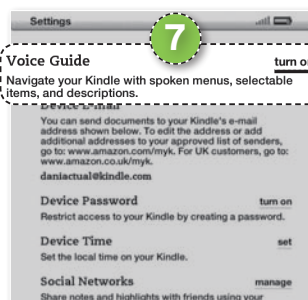 Settings
7
Voice Guide
turn on
Navigate your Kindle with spoken menus, selectable
items, and descriptions.
Device E-mail
You can send documents to your Kindle's e-mail
address shown below. To edit the address or add
additional addresses to your approved list of senders,
go to: www.amazon.com/myk. For UK customers, go to:
www.amazon.co.uk/myk.
daniactual@kindle.com
Device Password
turn on
Restrict access to your Kindle by creating a password.
Device Time
set
Set the local time on your Kindle.
Social Networks
manage
Share notes and highlights with friends using your